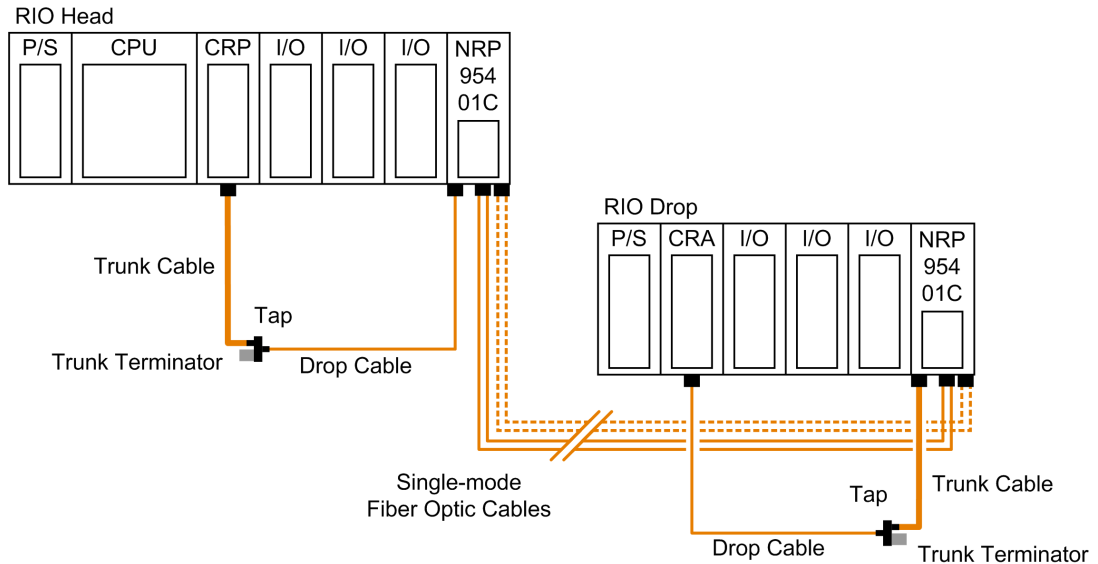 RIO Head
P/S CPU CRP I/O I/O I/O NRP
954
01C
Trunk Cable
Tap
Trunk Terminator
Drop Cable
RIO Drop
P/S CRA I/O I/O I/O NRP
954
01C
Single-mode
Fiber Optic Cables
Tap
Trunk Cable
Drop Cable
Trunk Terminator